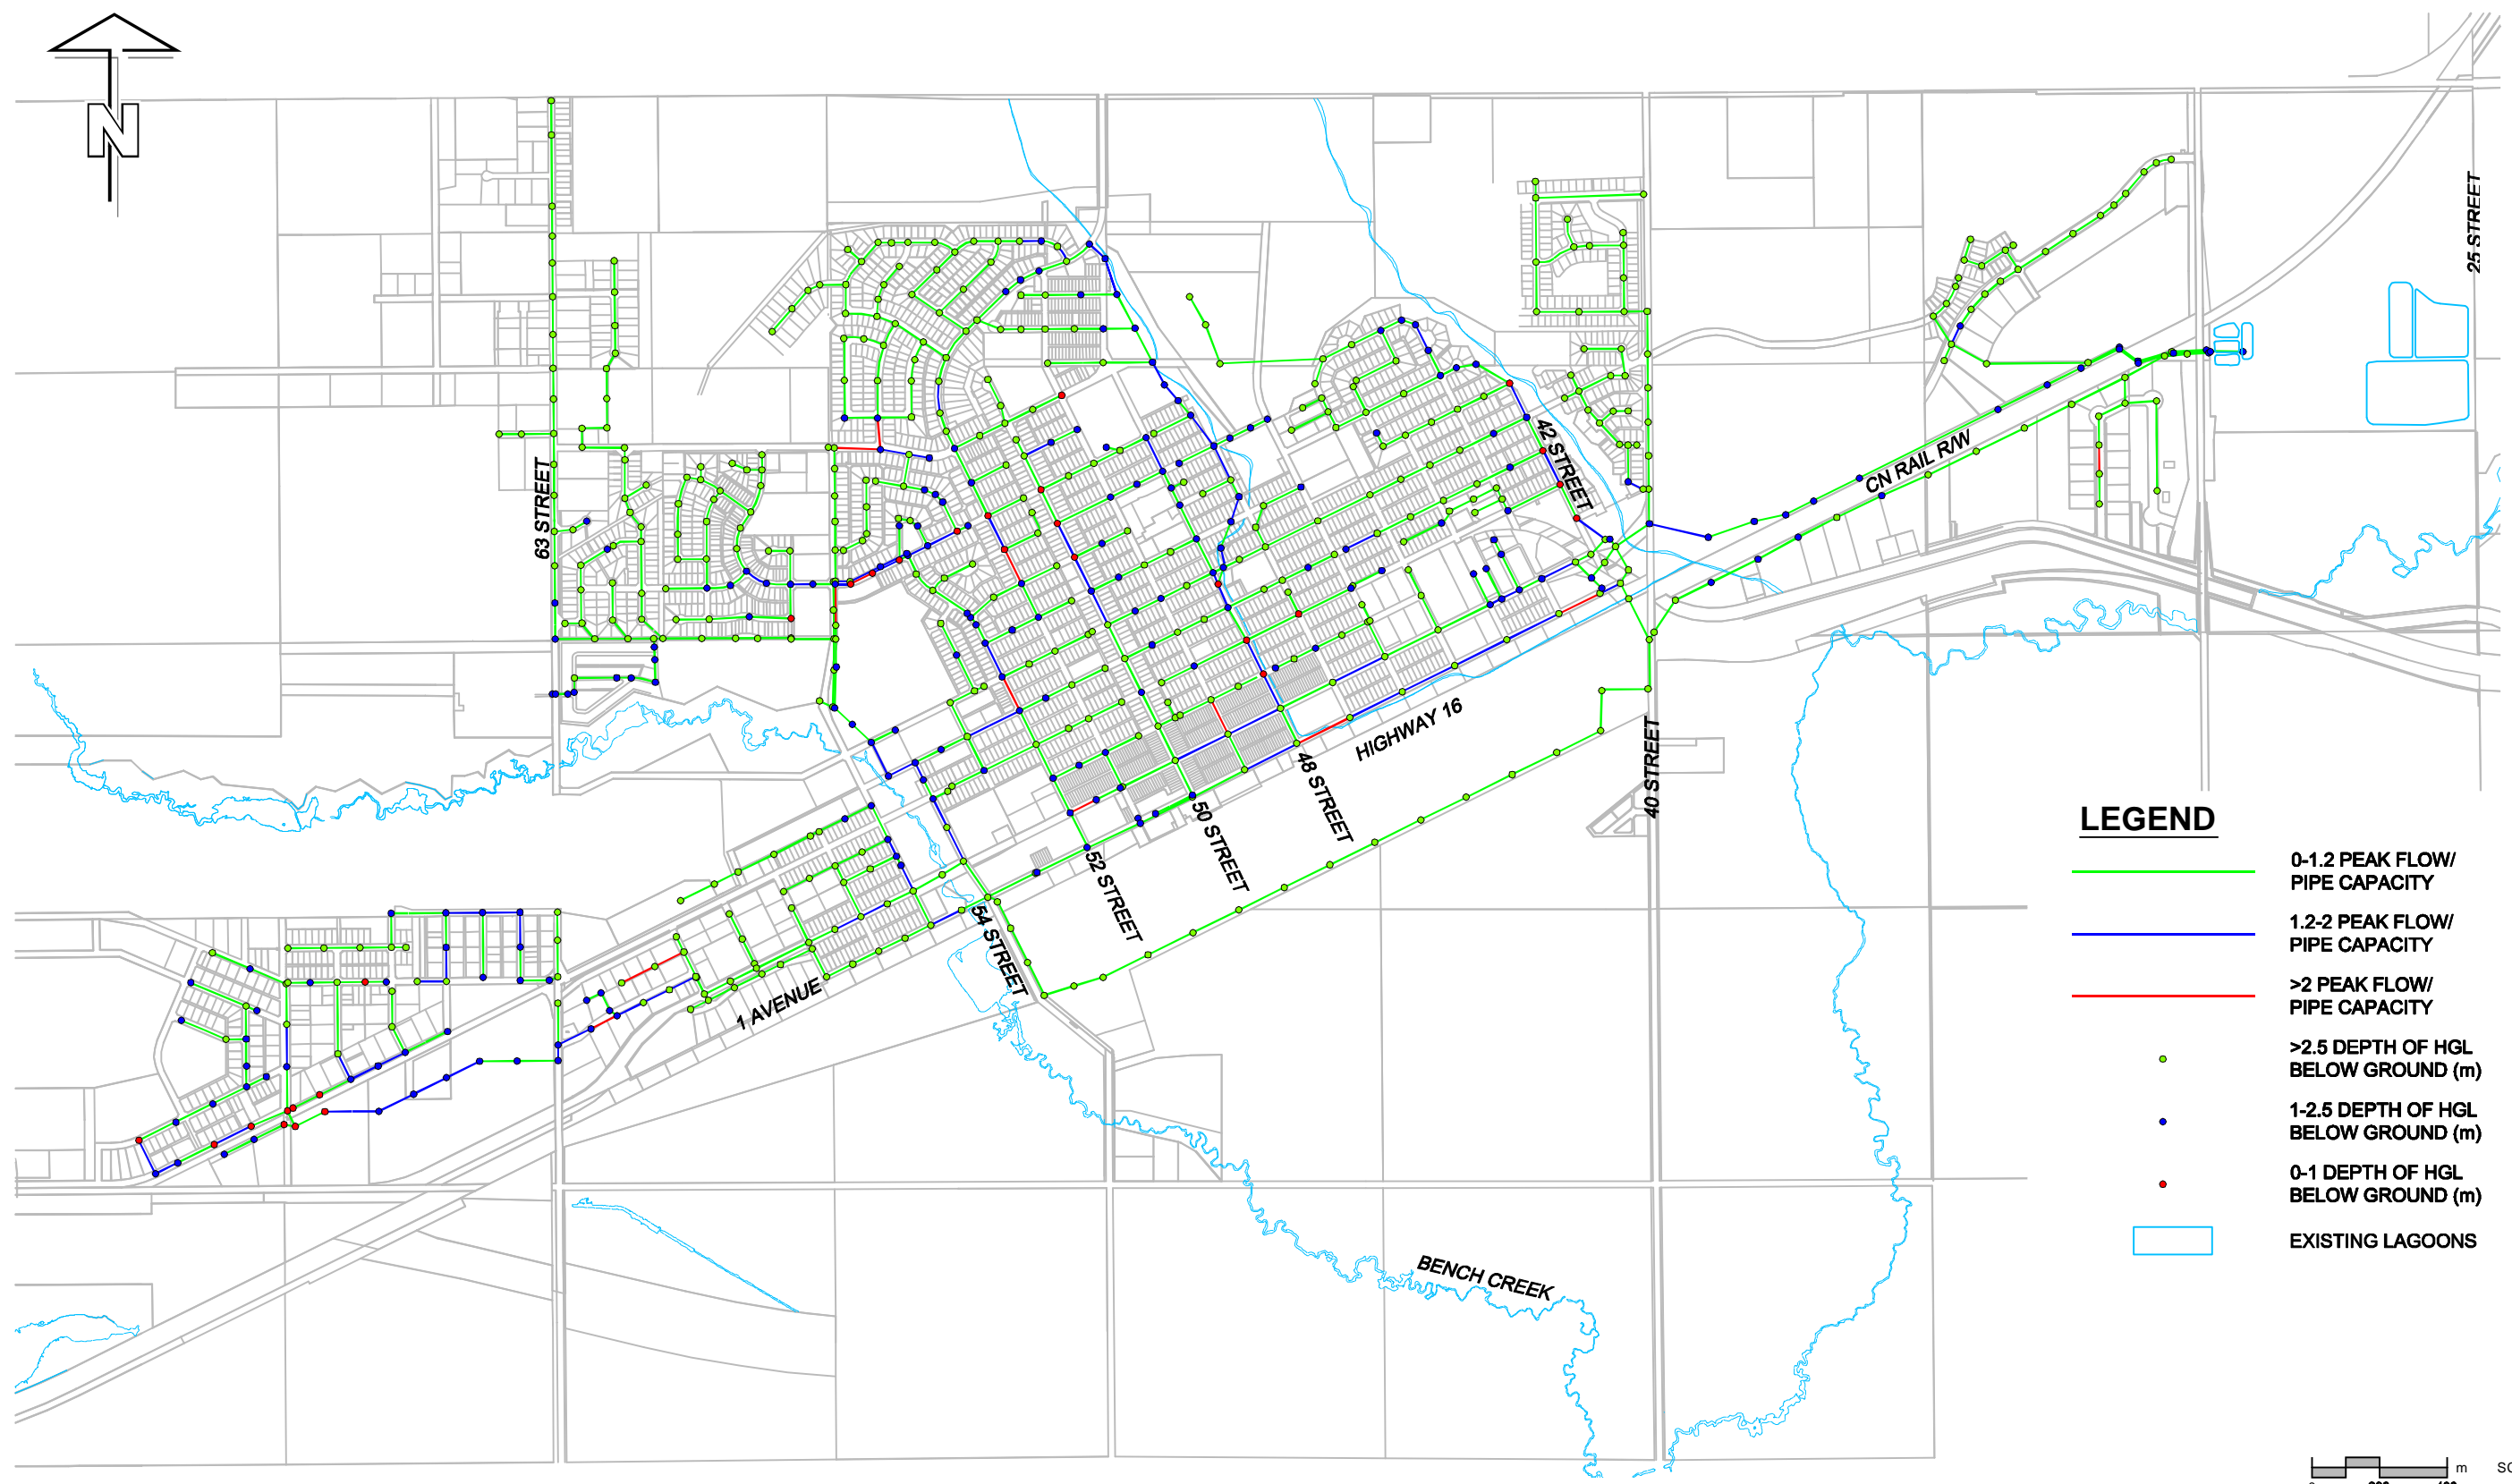 N
25 STREET
42 STREET
CN RAIL R/W
63 STREET
HIGHWAY 16
40 STREET
48 STREET
50 STREET
52 STREET
54 STREET
1 AVENUE
BENCH CREEK
LEGEND
0-1.2 PEAK FLOW/
PIPE CAPACITY
1.2-2 PEAK FLOW/
PIPE CAPACITY
>2 PEAK FLOW/
PIPE CAPACITY
>2.5 DEPTH OF HGL
BELOW GROUND (m)
1-2.5 DEPTH OF HGL
BELOW GROUND (m)
0-1 DEPTH OF HGL
BELOW GROUND (m)
EXISTING LAGOONS
m